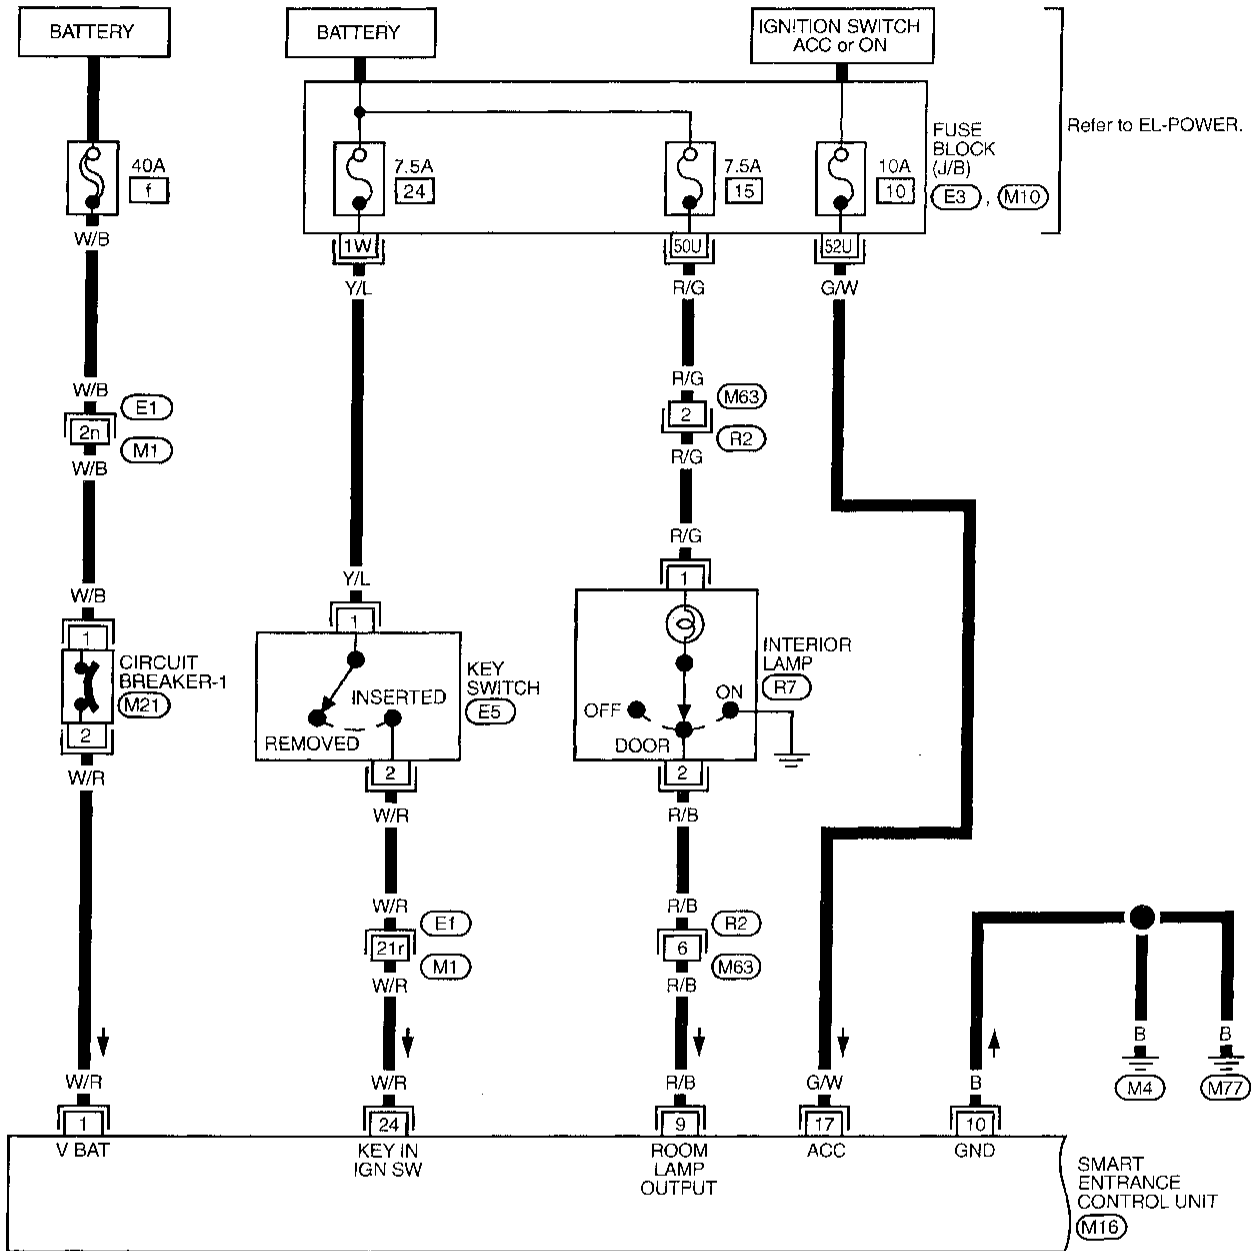 BATTERY
BATTERY
IGNITION SWITCH
ACC or ON
Refer to EL-POWER.
FUSE
BLOCK
(J/B)
E3 , M10
40A
f
7.5A
24
7.5A
15
10A
10
W/B
1W
50U
52U
Y/L
R/G
G/W
W/B
E1
2n
M1
W/B
R/G
M63
2
R2
R/G
R/G
W/B
Y/L
1
1
1
CIRCUIT
BREAKER-1
M21
2
W/R
INSERTED
REMOVED
KEY
SWITCH
E5
2
W/R
INTERIOR
LAMP
R7
OFF
ON
DOOR
2
R/B
W/R
E1
21r
M1
W/R
R/B
R2
6
M63
R/B
B
B
M4
M77
W/R
W/R
R/B
G/W
B
1
24
9
17
10
V BAT
KEY IN
IGN SW
ROOM
LAMP
OUTPUT
ACC
GND
SMART
ENTRANCE
CONTROL UNIT
M16